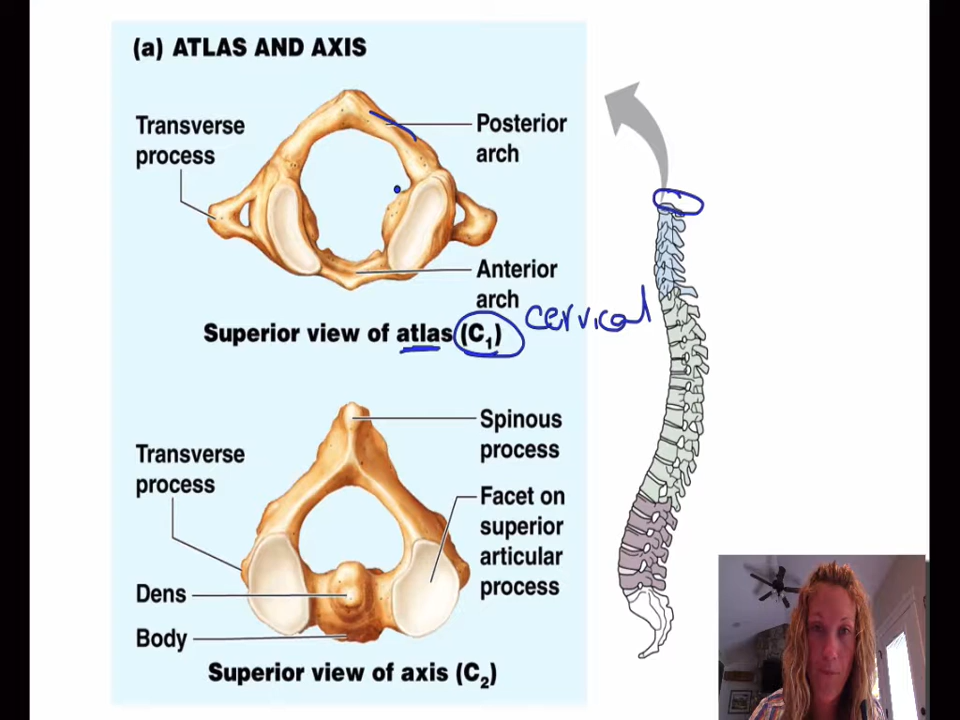 (a) ATLAS AND AXIS
Transverse
process
Posterior
arch
Anterior
arch
cervical
Superior view of atlas (C₁)
Spinous
process
Transverse
process
Facet on
superior
articular
process
Dens
Body
Superior view of axis (C₂)